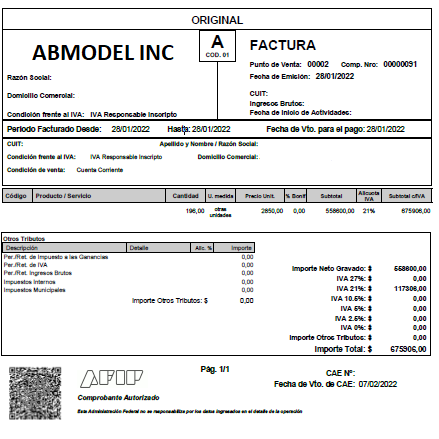 ORIGINAL
ABMODEL INC
A
COD. 01
FACTURA
Punto de Venta: 00002 Comp. Nro: 00000091
Fecha de Emisión: 28/01/2022
Razón Social:
Domicilio Comercial:
CUIT:
Ingresos Brutos:
Fecha de Inicio de Actividades:
Condición frente al IVA: IVA Responsable Inscripto
Período Facturado Desde: 28/01/2022 Hasta: 28/01/2022 Fecha de Vto. para el pago: 28/01/2022
CUIT: Apellido y Nombre / Razón Social:
Condición frente al IVA: IVA Responsable Inscripto Domicilio Comercial:
Condición de venta: Cuenta Corriente
Código Producto / Servicio Cantidad U. medida Precio Unit. % Bonif Subtotal Alicuota IVA Subtotal c/IVA
196,00 otras unidades 2850,00 0,00 558600,00 21% 675906,00
Otros Tributos
Descripción Detalle Alíc. % Importe
Per./Ret. de Impuesto a las Ganancias 0,00
Per./Ret. de IVA 0,00
Per./Ret. Ingresos Brutos 0,00
Impuestos Internos 0,00
Impuestos Municipales 0,00
Importe Otros Tributos: $ 0,00
Importe Neto Gravado: $ 558600,00
IVA 27%: $ 0,00
IVA 21%: $ 117306,00
IVA 10.5%: $ 0,00
IVA 5%: $ 0,00
IVA 2.5%: $ 0,00
IVA 0%: $ 0,00
Importe Otros Tributos: $ 0,00
Importe Total: $ 675906,00
AFIP
Pág. 1/1
CAE Nº:
Fecha de Vto. de CAE: 07/02/2022
Comprobante Autorizado
Esta Administración Federal no se responsabiliza por los datos ingresados en el detalle de la operación